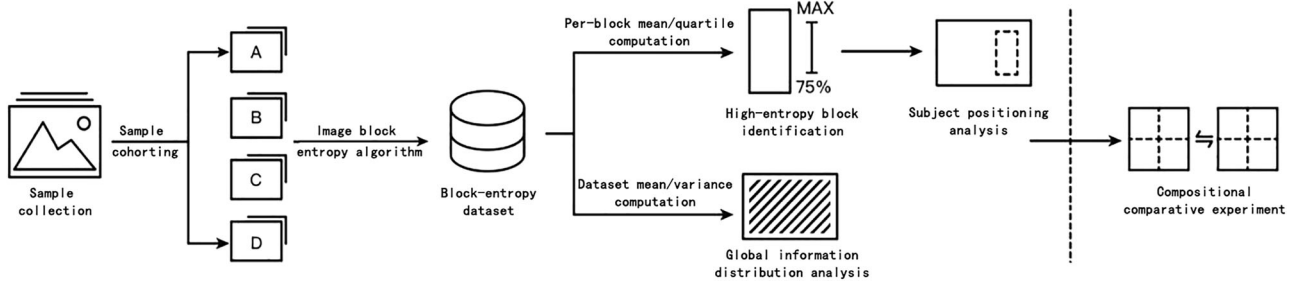 Sample
collection
Sample
cohorting
A
B
C
D
Image block
entropy algorithm
Block-entropy
dataset
Per-block mean/quartile
computation
MAX
75%
High-entropy block
identification
Subject positioning
analysis
Dataset mean/variance
computation
Global information
distribution analysis
Compositional
comparative experiment